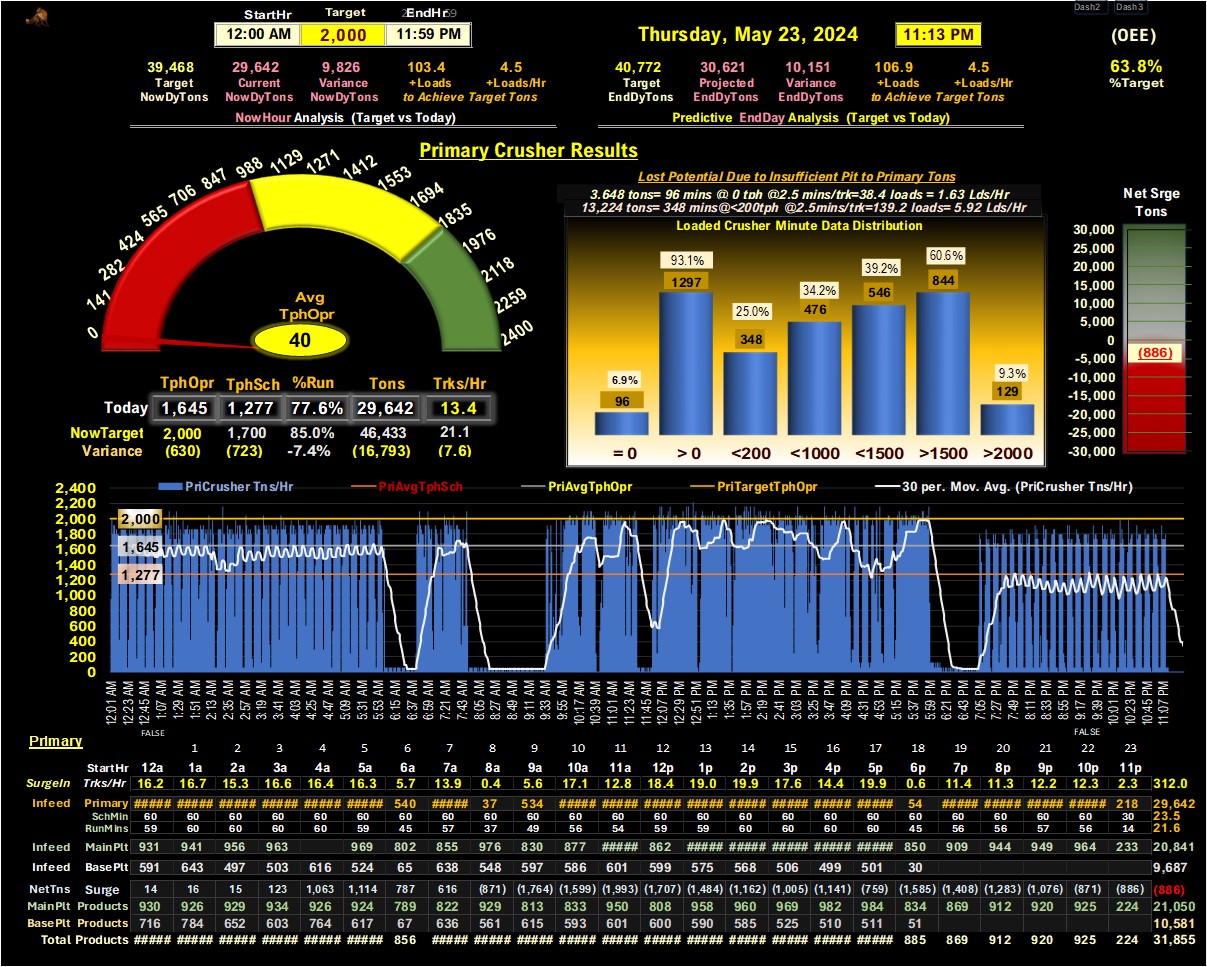 Dash2 Dash3
StartHr Target EndHr
12:00 AM 2,000 11:59 PM
Thursday, May 23, 2024 11:13 PM (OEE)
39,468 29,642 9,826 103.4 4.5
Target Current Variance +Loads +Loads/Hr
NowDyTons NowDyTons NowDyTons to Achieve Target Tons
NowHour Analysis (Target vs Today)
40,772 30,621 10,151 106.9 4.5
Target Projected Variance +Loads +Loads/Hr
EndDyTons EndDyTons EndDyTons to Achieve Target Tons
Predictive EndDay Analysis (Target vs Today)
63.8%
%Target
Primary Crusher Results
0 141 282 424 565 706 847 988 1129 1271 1412 1553 1694 1835 1976 2118 2259 2400
Avg
TphOpr
40
TphOpr TphSch %Run Tons Trks/Hr
Today 1,645 1,277 77.6% 29,642 13.4
NowTarget 2,000 1,700 85.0% 46,433 21.1
Variance (630) (723) -7.4% (16,793) (7.6)
Lost Potential Due to Insufficient Pit to Primary Tons
3.648 tons= 96 mins @ 0 tph @2.5 mins/trk=38.4 loads = 1.63 Lds/Hr
13,224 tons= 348 mins@<200tph @2.5mins/trk=139.2 loads= 5.92 Lds/Hr
Loaded Crusher Minute Data Distribution
6.9% 93.1% 25.0% 34.2% 39.2% 60.6% 9.3%
96 1297 348 476 546 844 129
= 0 > 0 <200 <1000 <1500 >1500 >2000
Net Srge
Tons
30,000
25,000
20,000
15,000
10,000
5,000
0
(886)
-5,000
-10,000
-15,000
-20,000
-25,000
-30,000
PriCrusher Tns/Hr PriAvgTphSch PriAvgTphOpr PriTargetTphOpr 30 per. Mov. Avg. (PriCrusher Tns/Hr)
2,400
2,200
2,000
1,800
1,600
1,400
1,200
1,000
800
600
400
200
0
2,000
1,645
1,277
12:01 AM 12:23 AM 12:45 AM 1:07 AM 1:29 AM 1:51 AM 2:13 AM 2:35 AM 2:57 AM 3:19 AM 3:41 AM 4:03 AM 4:25 AM 4:47 AM 5:09 AM 5:31 AM 5:53 AM 6:15 AM 6:37 AM 6:59 AM 7:21 AM 7:43 AM 8:05 AM 8:27 AM 8:49 AM 9:11 AM 9:33 AM 9:55 AM 10:17 AM 10:39 AM 11:01 AM 11:23 AM 11:45 AM 12:07 PM 12:29 PM 12:51 PM 1:13 PM 1:35 PM 1:57 PM 2:19 PM 2:41 PM 3:03 PM 3:25 PM 3:47 PM 4:09 PM 4:31 PM 4:53 PM 5:15 PM 5:37 PM 5:59 PM 6:21 PM 6:43 PM 7:05 PM 7:27 PM 7:49 PM 8:11 PM 8:33 PM 8:55 PM 9:17 PM 9:39 PM 10:01 PM 10:23 PM 10:45 PM 11:07 PM
FALSE FALSE
Primary
1 2 3 4 5 6 7 8 9 10 11 12 13 14 15 16 17 18 19 20 21 22 23
StartHr 12a 1a 2a 3a 4a 5a 6a 7a 8a 9a 10a 11a 12a 1p 2p 3p 4p 5p 6p 7p 8p 9p 10p 11p
SurgeIn Trks/Hr 16.2 16.7 15.3 16.6 16.4 16.3 5.7 13.9 0.4 5.6 17.1 12.8 18.4 19.0 19.9 17.6 14.4 19.9 0.6 11.4 11.3 12.2 12.3 2.3 312.0
Infeed Primary ##### ##### ##### ##### ##### ##### 540 ##### 37 534 ##### ##### ##### ##### ##### ##### ##### ##### 54 ##### ##### ##### ##### 218 29,642
SchMin 60 60 60 60 60 60 60 60 60 60 60 60 60 60 60 60 60 60 60 60 60 60 60 30 23.5
RunMins 59 60 60 60 60 59 45 57 37 49 56 54 59 59 60 60 60 60 45 56 56 57 56 14 21.6
Infeed MainPlt 931 941 956 963 969 802 855 976 830 877 ##### 862 ##### ##### ##### ##### ##### 850 909 944 949 964 233 20,841
Infeed BasePlt 591 643 497 503 616 524 65 638 548 597 586 601 599 575 568 506 499 501 30 9,687
NetTns Surge 14 16 15 123 1,063 1,114 787 616 (871) (1,764) (1,599) (1,993) (1,707) (1,484) (1,162) (1,005) (1,141) (759) (1,585) (1,408) (1,283) (1,076) (871) (886) (886)
MainPlt Products 930 926 929 934 926 924 789 822 929 813 833 950 808 958 960 969 982 984 834 869 912 920 925 224 21,050
BasePlt Products 716 784 652 603 764 617 67 636 561 615 593 600 590 585 525 510 511 51 10,581
Total Products ##### ##### ##### ##### ##### ##### 856 ##### ##### ##### ##### ##### ##### ##### ##### ##### ##### ##### 885 869 912 920 925 224 31,855